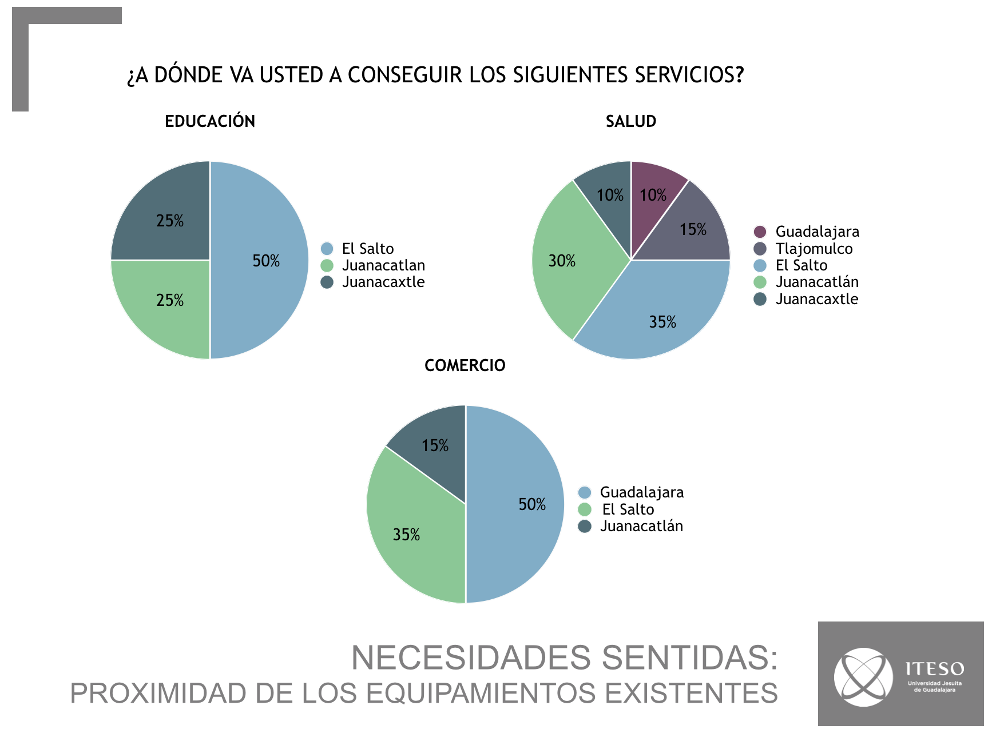 ¿A DÓNDE VA USTED A CONSEGUIR LOS SIGUIENTES SERVICIOS?
EDUCACIÓN
25%
50%
25%
El Salto
Juanacatlan
Juanacaxtle
SALUD
10%
10%
15%
30%
35%
Guadalajara
Tlajomulco
El Salto
Juanacatlán
Juanacaxtle
COMERCIO
15%
50%
35%
Guadalajara
El Salto
Juanacatlán
NECESIDADES SENTIDAS:
PROXIMIDAD DE LOS EQUIPAMIENTOS EXISTENTES
ITESO
Universidad Jesuita
de Guadalajara